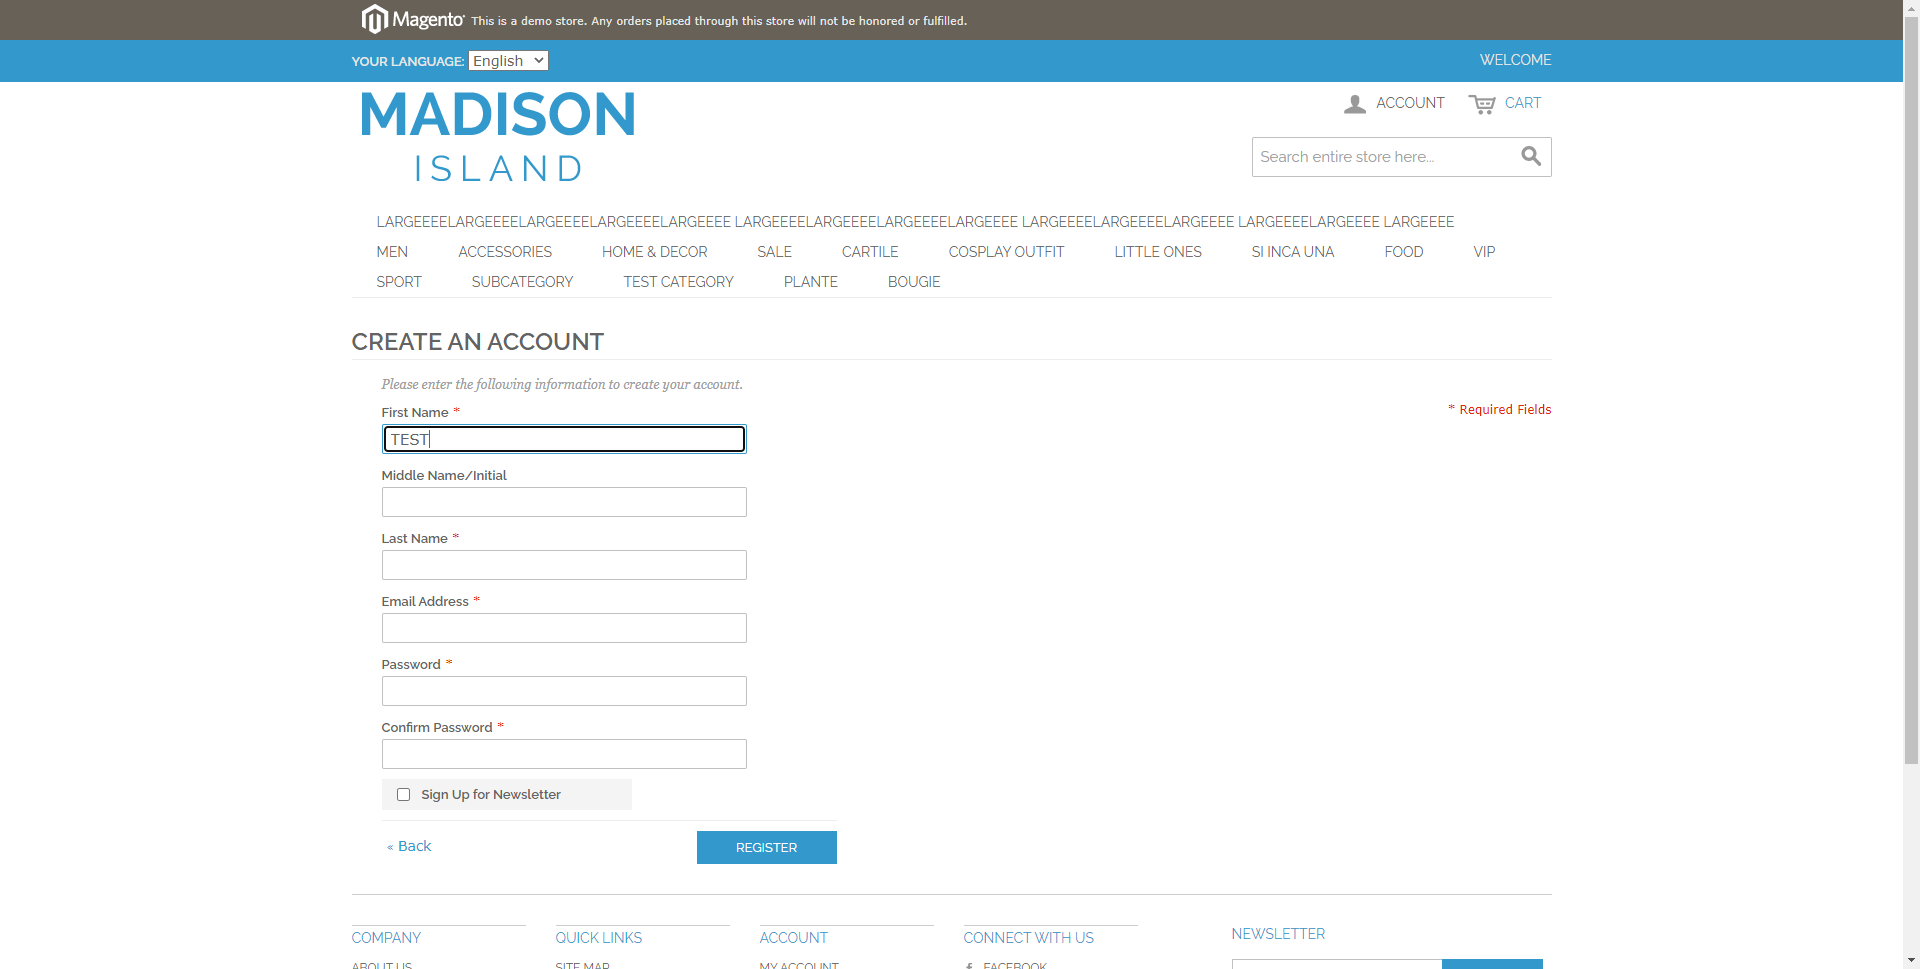 Magento® This is a demo store. Any orders placed through this store will not be honored or fulfilled.
YOUR LANGUAGE: English
WELCOME
MADISON
ISLAND
ACCOUNT
CART
Search entire store here...
LARGEEEELARGEEEELARGEEEELARGEEEELARGEEEE LARGEEEELARGEEEELARGEEEELARGEEEE LARGEEEELARGEEEELARGEEEE LARGEEEELARGEEEE LARGEEEE
MEN ACCESSORIES HOME & DECOR SALE CARTILE COSPLAY OUTFIT LITTLE ONES SI INCA UNA FOOD VIP
SPORT SUBCATEGORY TEST CATEGORY PLANTE BOUGIE
CREATE AN ACCOUNT
Please enter the following information to create your account.
* Required Fields
First Name *
TEST
Middle Name/Initial
Last Name *
Email Address *
Password *
Confirm Password *
Sign Up for Newsletter
« Back
REGISTER
COMPANY
QUICK LINKS
ACCOUNT
CONNECT WITH US
NEWSLETTER
ABOUT US
SITE MAP
MY ACCOUNT
FACEBOOK